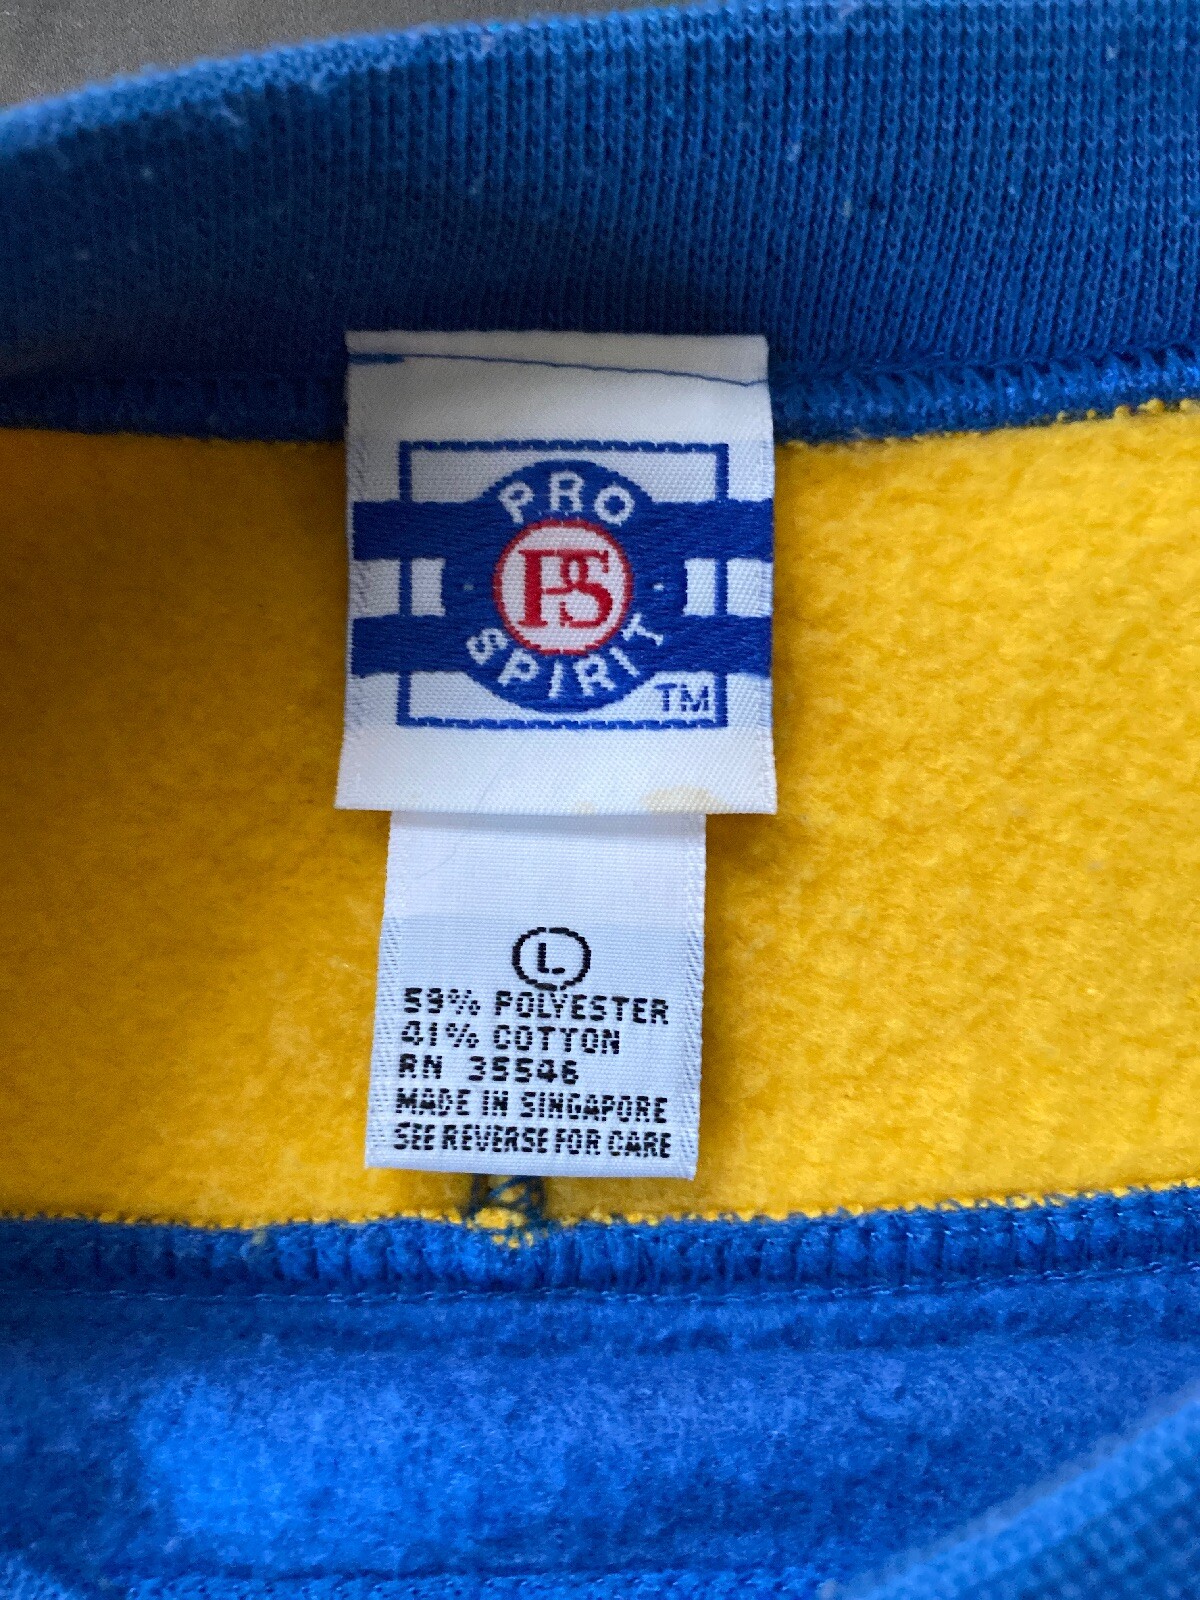 PRO
PS
SPIRIT
TM
L
59% POLYESTER
41% COTTON
RN 35546
MADE IN SINGAPORE
SEE REVERSE FOR CARE